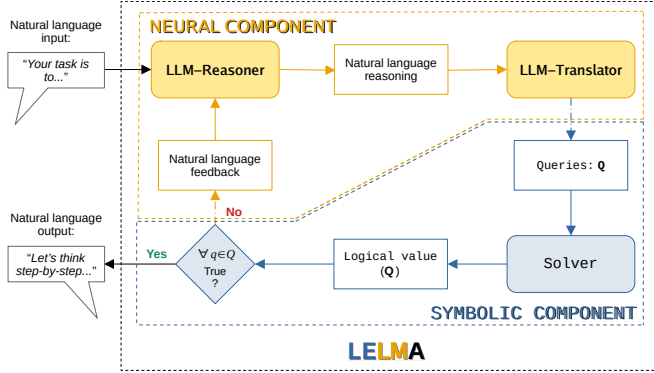 Natural language
input:
NEURAL COMPONENT
“Your task is
to...”
LLM–Reasoner
Natural language
reasoning
LLM–Translator
Natural language
feedback
Queries: Q
Natural language
output:
No
“Let’s think
step-by-step...”
Yes
∀ q∈Q
True
?
Logical value
(Q)
Solver
SYMBOLIC COMPONENT
LELMA